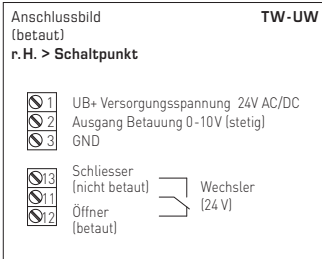 Anschlussbild TW-UW
(betaut)
r.H. > Schaltpunkt
1 UB+ Versorgungsspannung 24V AC/DC
2 Ausgang Betauung 0-10V (stetig)
3 GND
13 Schliesser
(nicht betaut)
11 Wechsler
(24 V)
12 Öffner
(betaut)